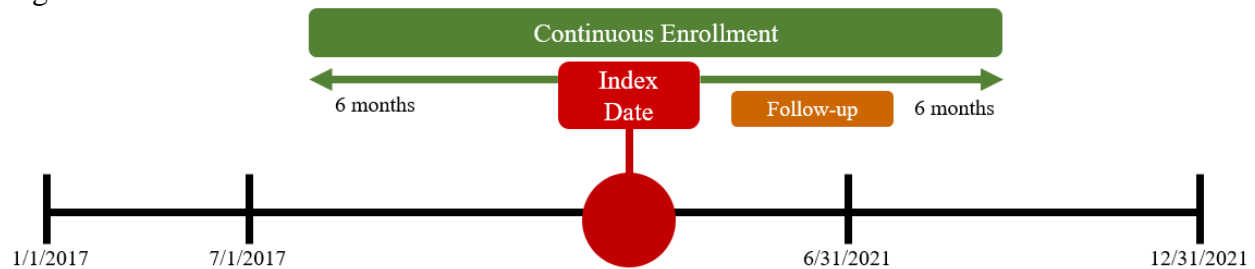 Continuous Enrollment
Index
Date
6 months
Follow-up
6 months
1/1/2017
7/1/2017
6/31/2021
12/31/2021